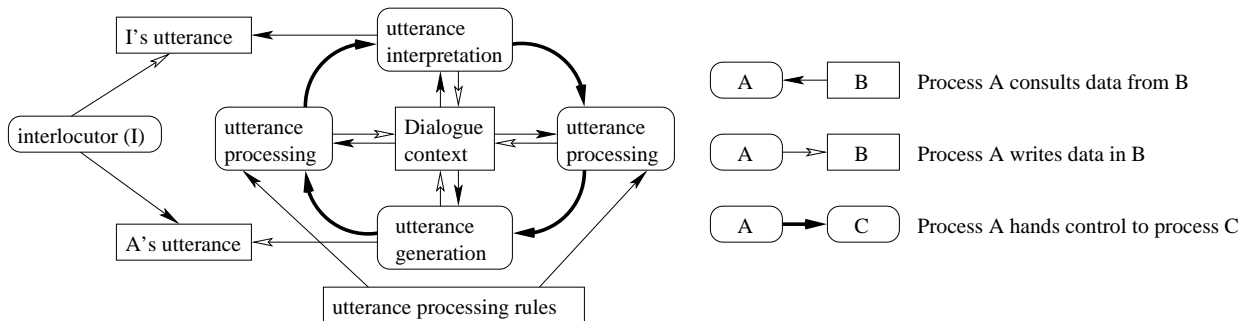 I's utterance
utterance
interpretation
utterance
processing
Dialogue
context
utterance
processing
interlocutor (I)
A's utterance
utterance
generation
utterance processing rules
A B Process A consults data from B
A B Process A writes data in B
A C Process A hands control to process C